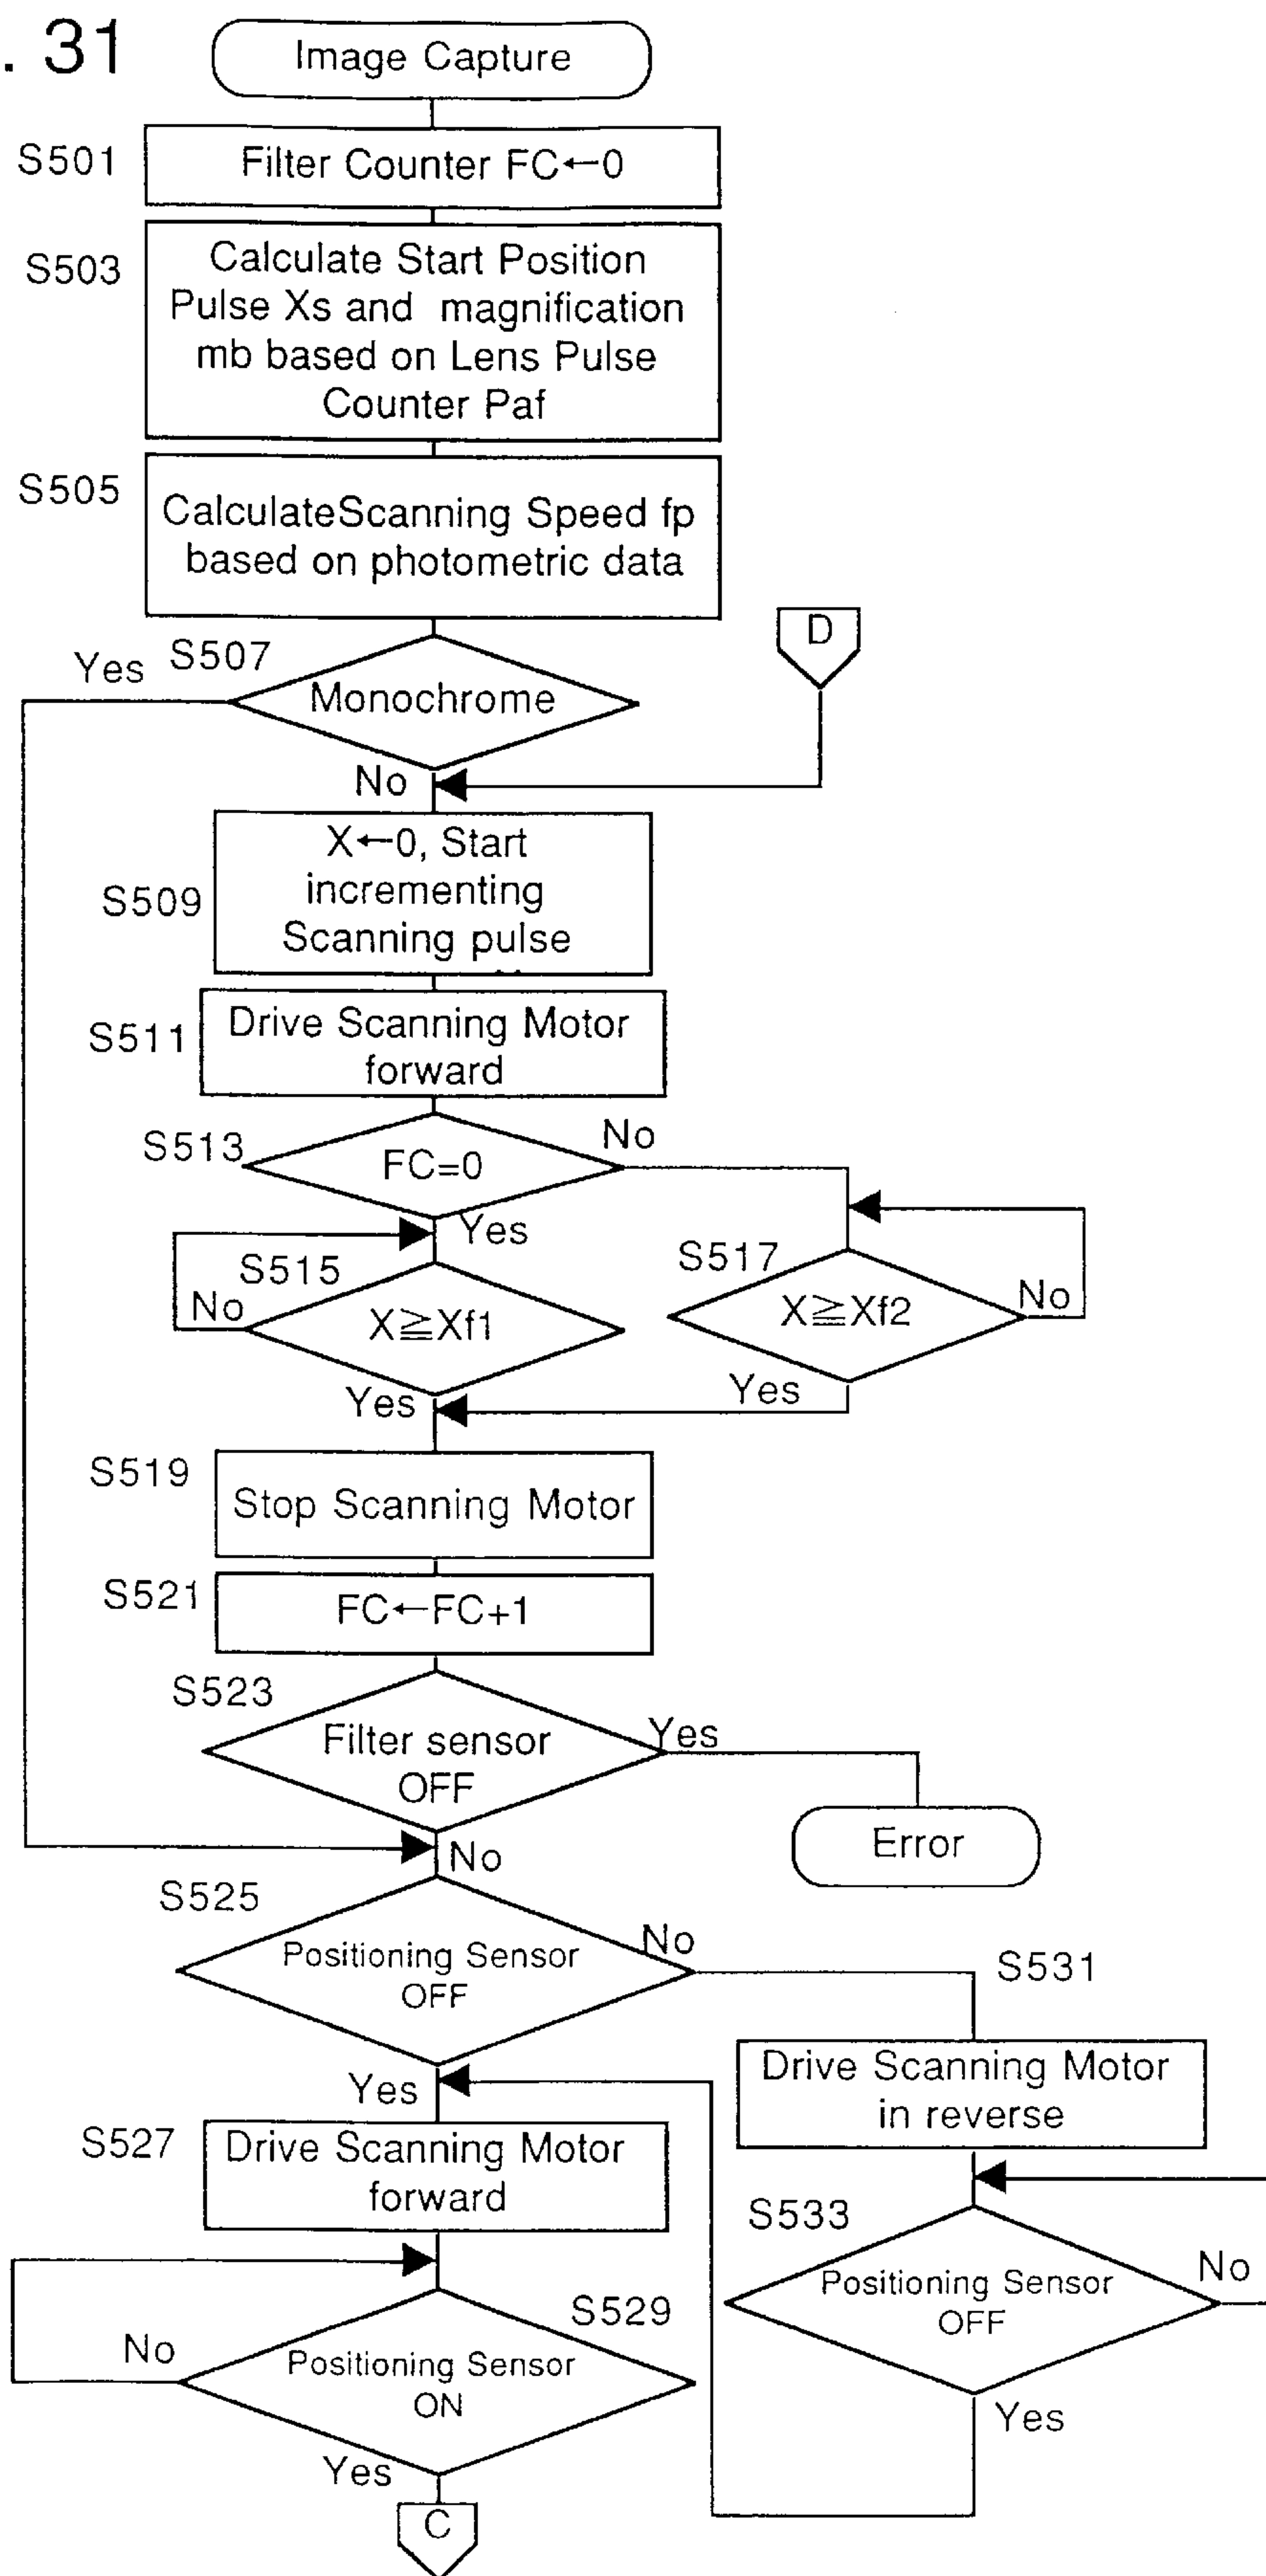 . 31
Image Capture
S501
Filter Counter FC←0
S503
Calculate Start Position
Pulse Xs and magnification
mb based on Lens Pulse
Counter Paf
S505
CalculateScanning Speed fp
based on photometric data
D
S507
Yes
Monochrome
No
S509
X←0, Start
incrementing
Scanning pulse
S511
Drive Scanning Motor
forward
S513
No
FC=0
Yes
S515
S517
No
X≧Xf1
X≧Xf2
No
Yes
Yes
S519
Stop Scanning Motor
S521
FC←FC+1
S523
Filter sensor
OFF
Yes
Error
No
S525
Positioning Sensor
OFF
No
S531
Yes
Drive Scanning Motor
in reverse
S527
Drive Scanning Motor
forward
S533
Positioning Sensor
OFF
No
S529
No
Positioning Sensor
ON
Yes
Yes
C